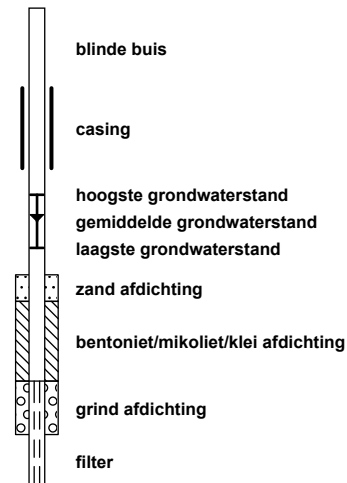 blinde buis
casing
hoogste grondwaterstand
gemiddelde grondwaterstand
laagste grondwaterstand
zand afdichting
bentoniet/mikoliet/klei afdichting
grind afdichting
filter